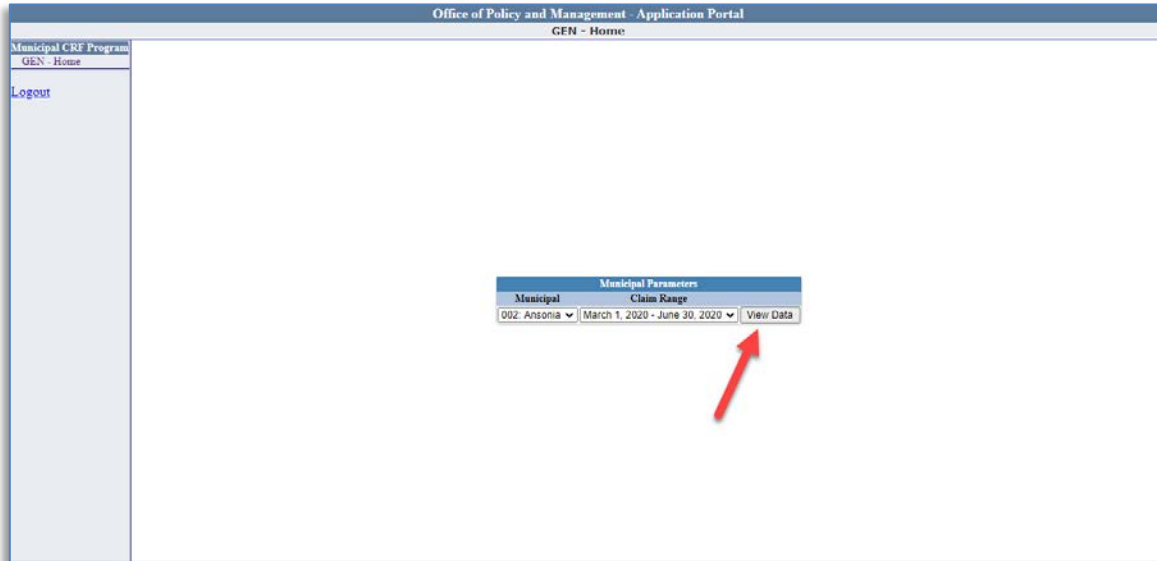 Office of Policy and Management - Application Portal
GEN - Home
Municipal CRF Program
GEN - Home
Logout
Municipal Parameters
Municipal Claim Range
002: Ansonia March 1, 2020 - June 30, 2020 View Data